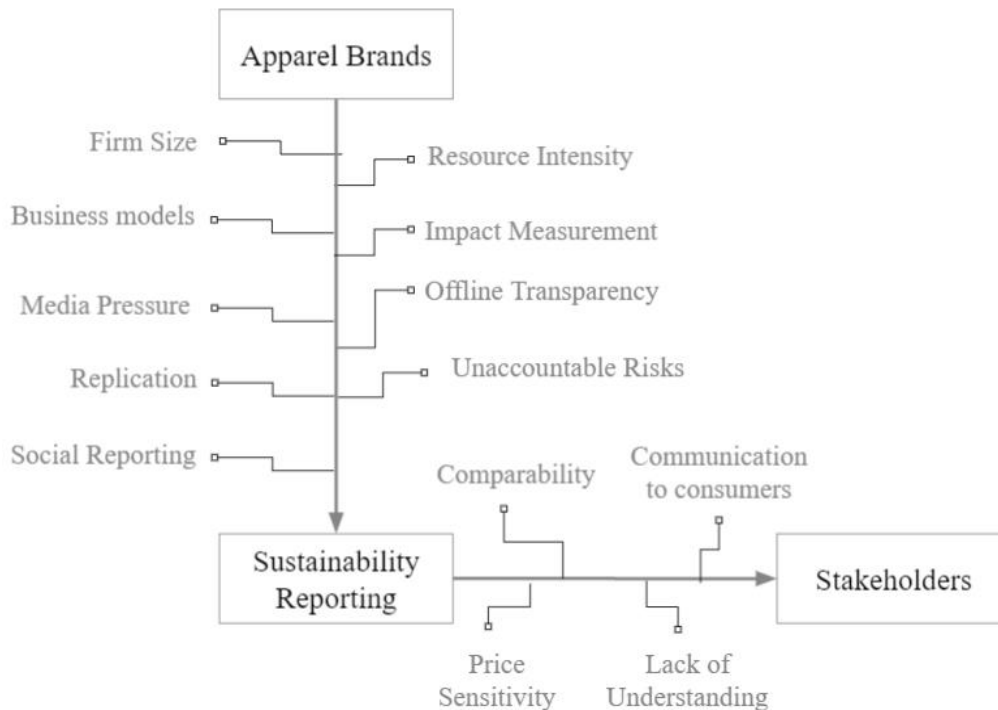 Apparel Brands
Firm Size
Resource Intensity
Business models
Impact Measurement
Offline Transparency
Media Pressure
Unaccountable Risks
Replication
Social Reporting
Comparability
Communication
to consumers
Sustainability
Reporting
Stakeholders
Price
Sensitivity
Lack of
Understanding